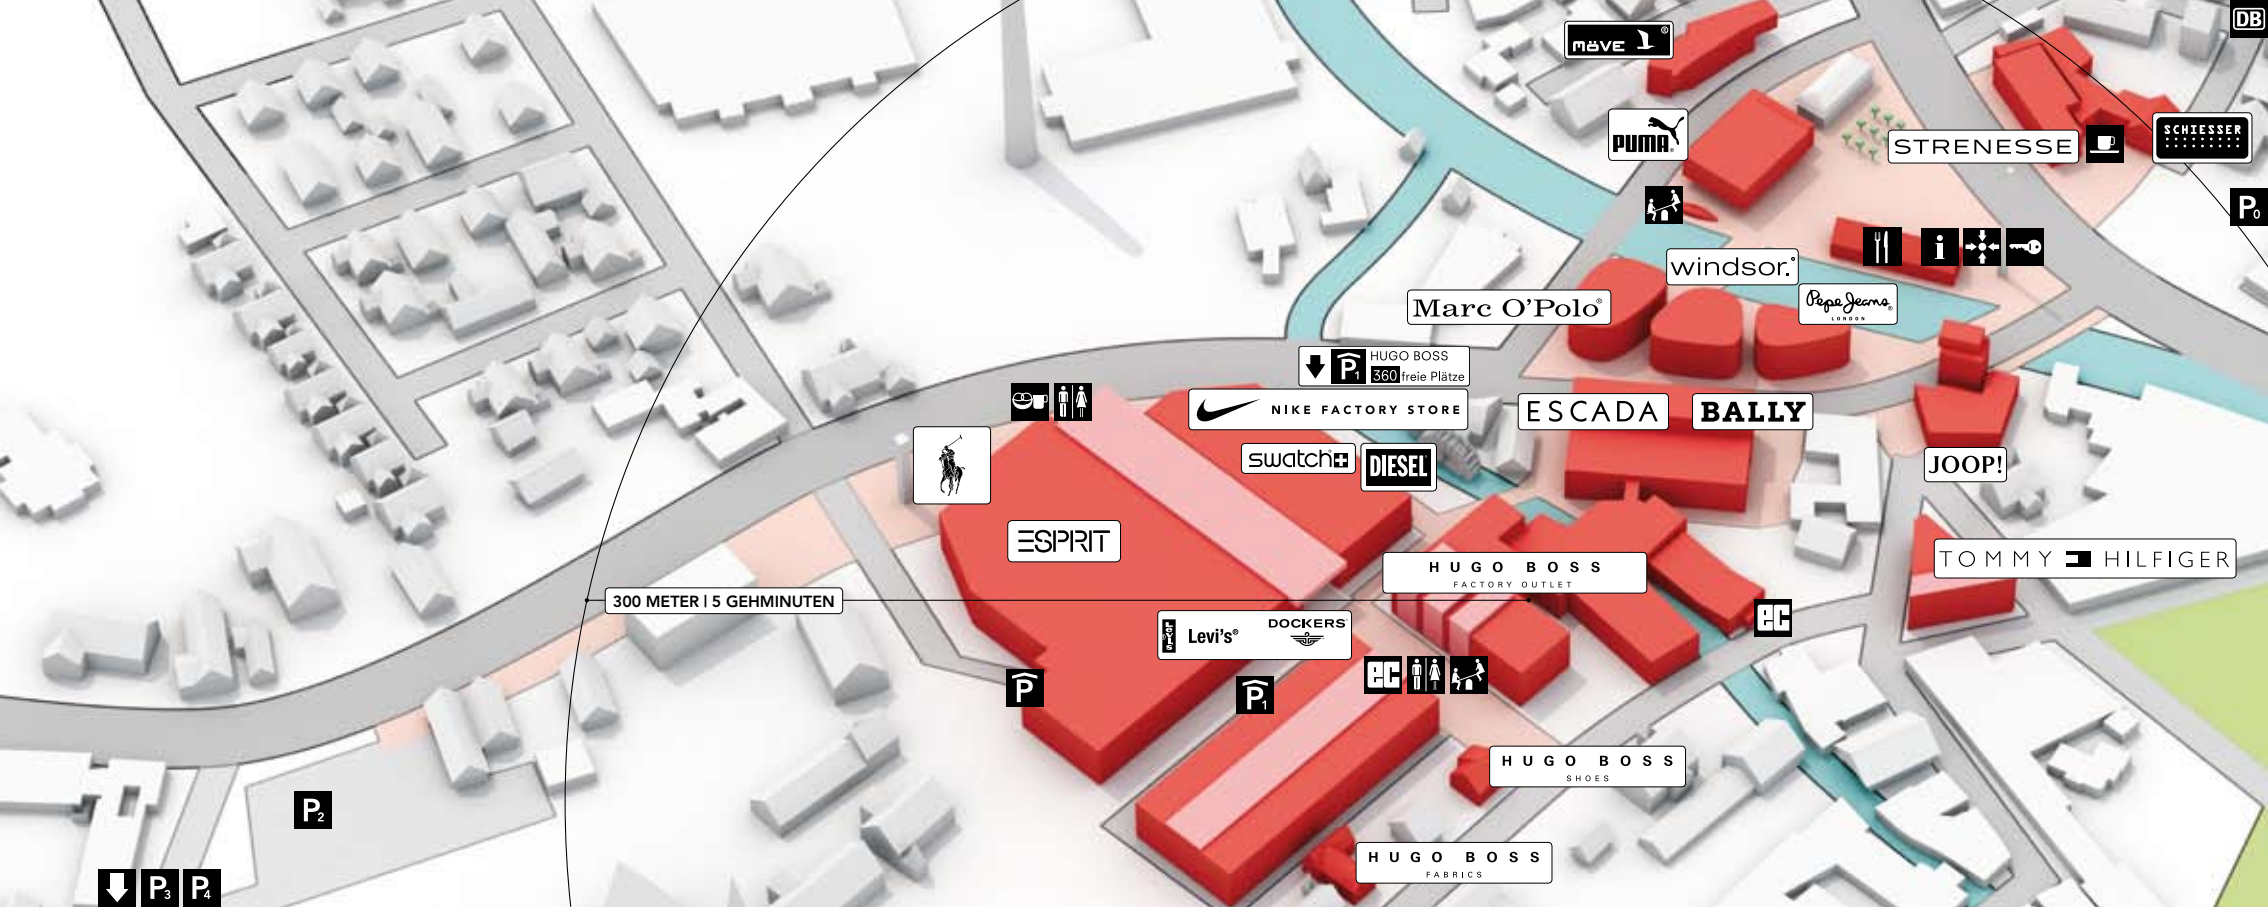 DB
möve
PUMA
STRENESSE
SCHIESSER
P0
i
windsor.
Marc O'Polo
Pepe Jeans
LONDON
P1 HUGO BOSS
360 freie Plätze
NIKE FACTORY STORE
ESCADA
BALLY
swatch
DIESEL
JOOP!
ESPRIT
TOMMY HILFIGER
HUGO BOSS
FACTORY OUTLET
300 METER | 5 GEHMINUTEN
Levi's
Levi's®
DOCKERS
ec
ec
P
P1
HUGO BOSS
SHOES
P2
HUGO BOSS
FABRICS
P3
P4